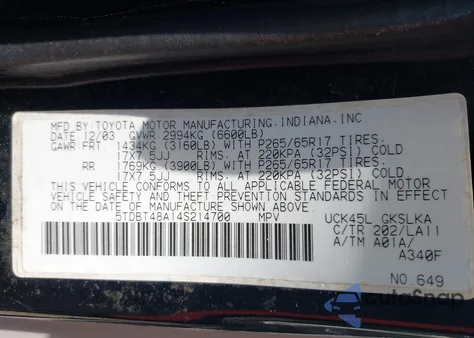 MFD.BY:TOYOTA MOTOR MANUFACTURING.INDIANA.INC.
DATE 12/03 GVWR 2994KG (6600LB)
GAWR FRT. 1434KG (3160LB) WITH P265/65R17 TIRES.
17X7.5JJ RIMS. AT 220KPA (32PSI) COLD
RR 1769KG (3900LB) WITH P265/65R17 TIRES.
17X7.5JJ RIMS. AT 220KPA (32PSI) COLD
THIS VEHICLE CONFORMS TO ALL APPLICABLE FEDERAL MOTOR
VEHICLE SAFETY AND THEFT PREVENTION STANDARDS IN
EFFECT ON THE DATE OF MANUFACTURE SHOWN ABOVE.
5TDBT48A14S214700 MPV UCK45L GKSLKA
C/TR 202/LA11
A/TM A01A/
A340F
NO.649
AutoSnap